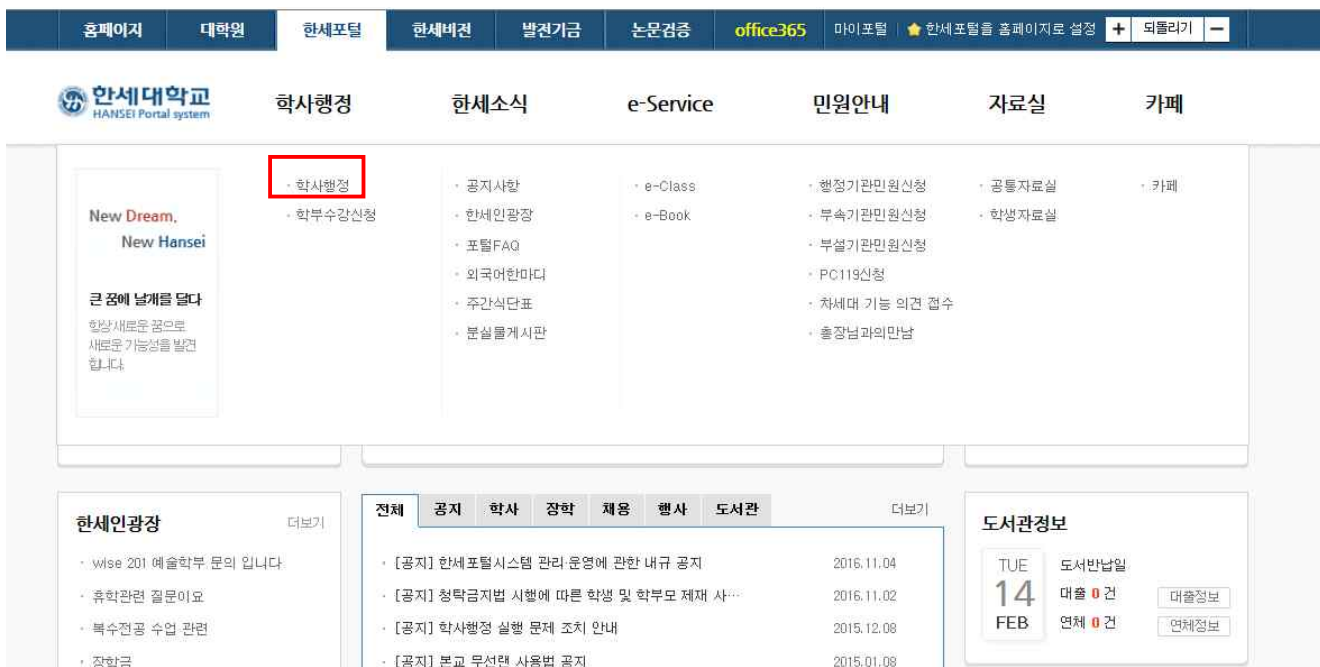 홈페이지 대학원 한세포털 한세비전 발전기금 논문검증 office365 마이포털 한세포털을 홈페이지로 설정 + 되돌리기 -
한세대학교
HANSEI Portal system
학사행정 한세소식 e-Service 민원안내 자료실 카페
New Dream,
New Hansei
큰 꿈에 날개를 달다
항상 새로운 꿈으로
새로운 가능성을 발견
합니다.
· 학사행정
· 학부수강신청
· 공지사항
· 한세인광장
· 포털FAQ
· 외국어한마디
· 주간식단표
· 분실물게시판
· e-Class
· e-Book
· 행정기관민원신청
· 부속기관민원신청
· 부설기관민원신청
· PC119신청
· 차세대 기능 의견 접수
· 총장님과의만남
· 공통자료실
· 학생자료실
· 카페
한세인광장 더보기
· wise 201 예술학부 문의 입니다
· 휴학관련 질문이요
· 복수전공 수업 관련
· 장학금
전체 공지 학사 장학 채용 행사 도서관 더보기
· [공지] 한세포털시스템 관리·운영에 관한 내규 공지 2016.11.04
· [공지] 청탁금지법 시행에 따른 학생 및 학부모 제재 사… 2016.11.02
· [공지] 학사행정 실행 문제 조치 안내 2015.12.08
· [공지] 본교 무선랜 사용법 공지 2015.01.08
도서관정보
TUE
14
FEB
도서반납일
대출 0 건 대출정보
연체 0 건 연체정보